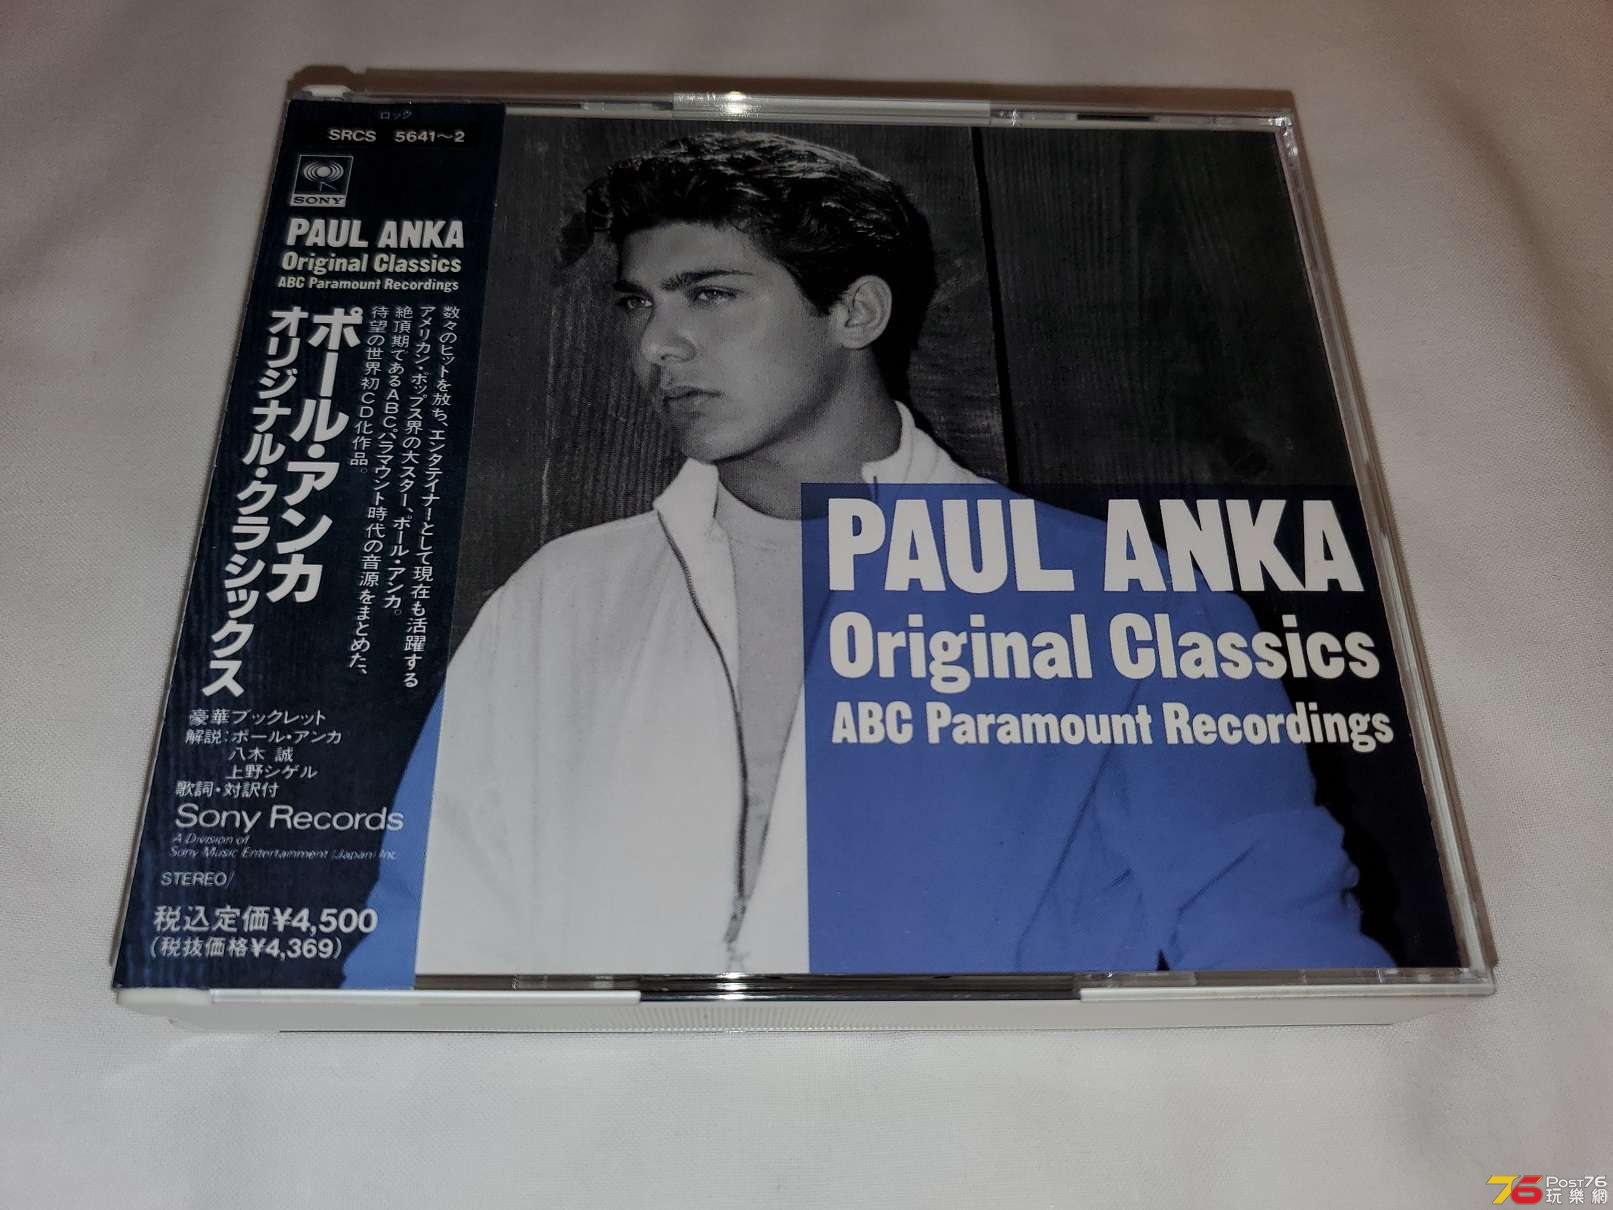 ロック
SRCS 5641〜2
SONY
PAUL ANKA
Original Classics
ABC Paramount Recordings
ポール・アンカ
オリジナル・クラシックス
数々のヒットを放ち、エンタテイナーとして現在も活躍する
アメリカン・ポップス界の大スター、ポール・アンカ。
絶頂期であるABCパラマウント時代の音源をまとめた、
待望の世界初CD化作品。
豪華ブックレット
解説:ポール・アンカ
八木 誠
上野シゲル
歌詞・対訳付
Sony Records
A Division of
Sony Music Entertainment (Japan) Inc.
STEREO/
税込定価¥4,500
(税抜価格¥4,369)
PAUL ANKA
Original Classics
ABC Paramount Recordings
76 Post76
玩樂網